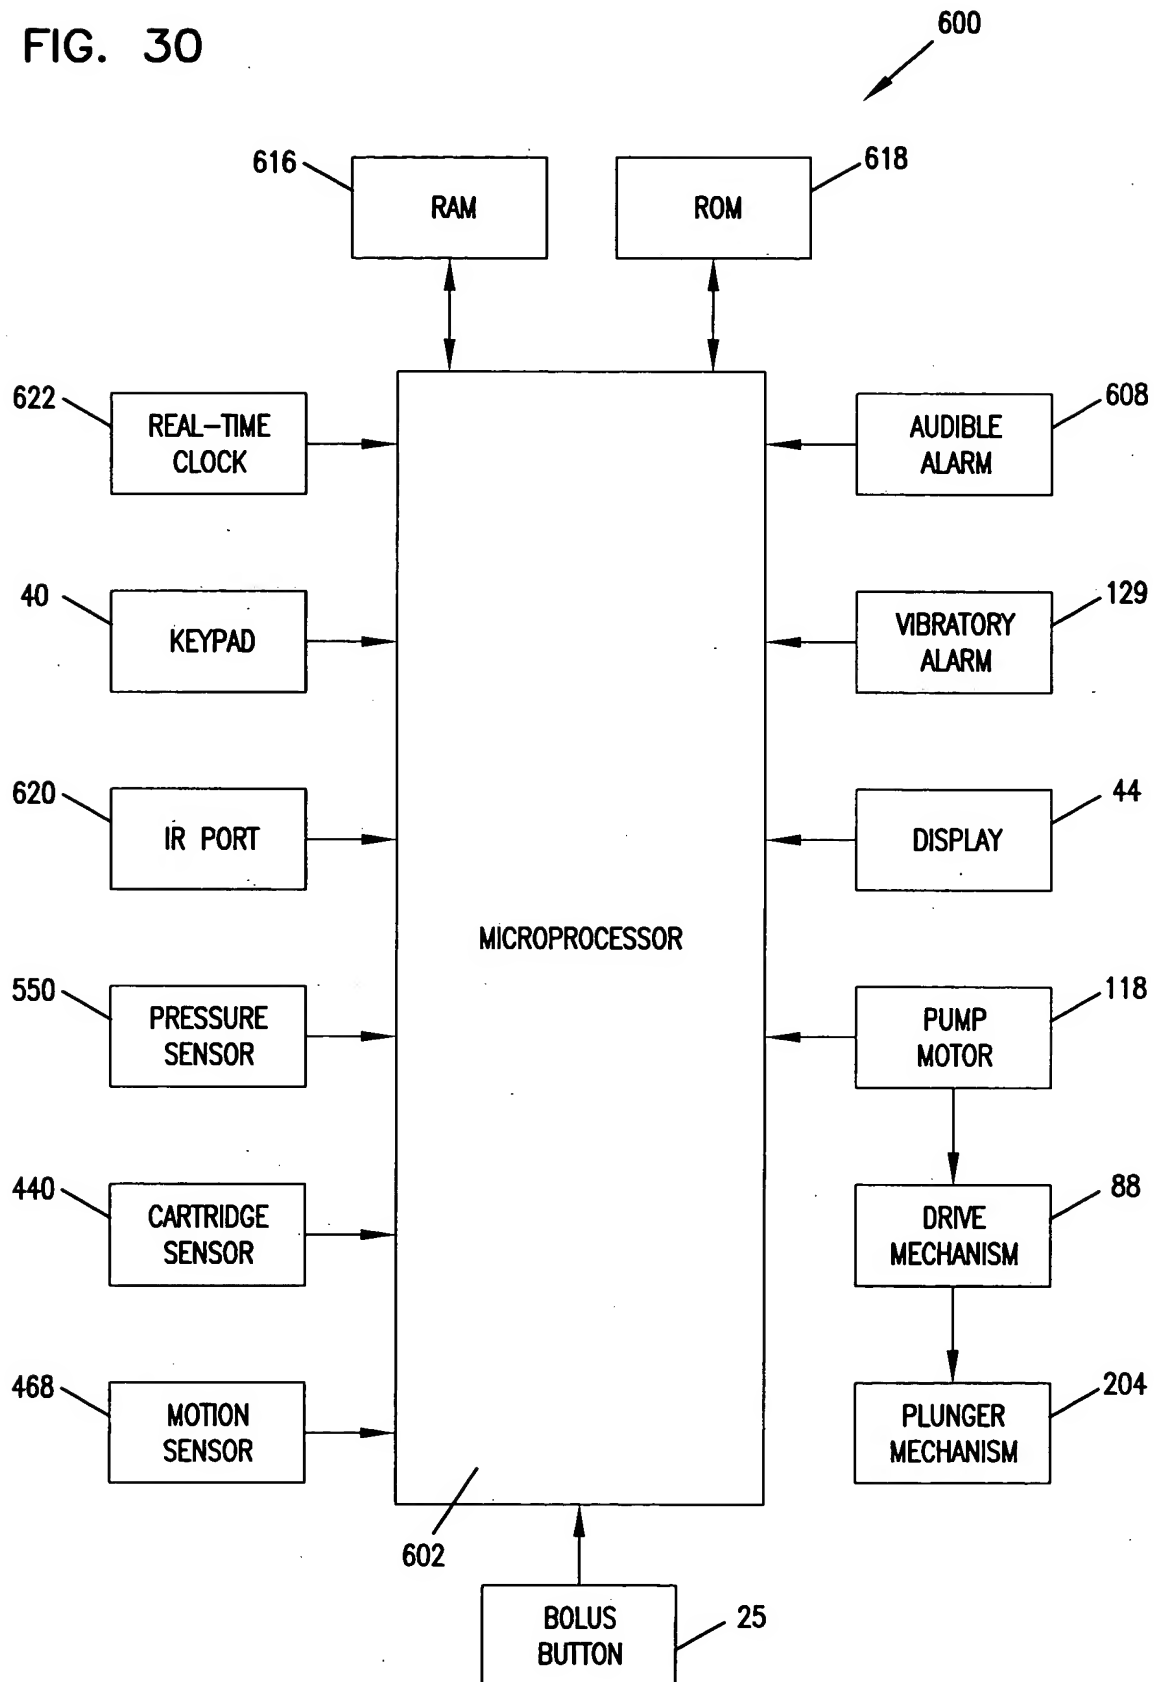 FIG. 30
600
616
RAM
618
ROM
622
REAL-TIME
CLOCK
608
AUDIBLE
ALARM
40
KEYPAD
129
VIBRATORY
ALARM
620
IR PORT
44
DISPLAY
MICROPROCESSOR
550
PRESSURE
SENSOR
118
PUMP
MOTOR
440
CARTRIDGE
SENSOR
88
DRIVE
MECHANISM
468
MOTION
SENSOR
204
PLUNGER
MECHANISM
602
25
BOLUS
BUTTON